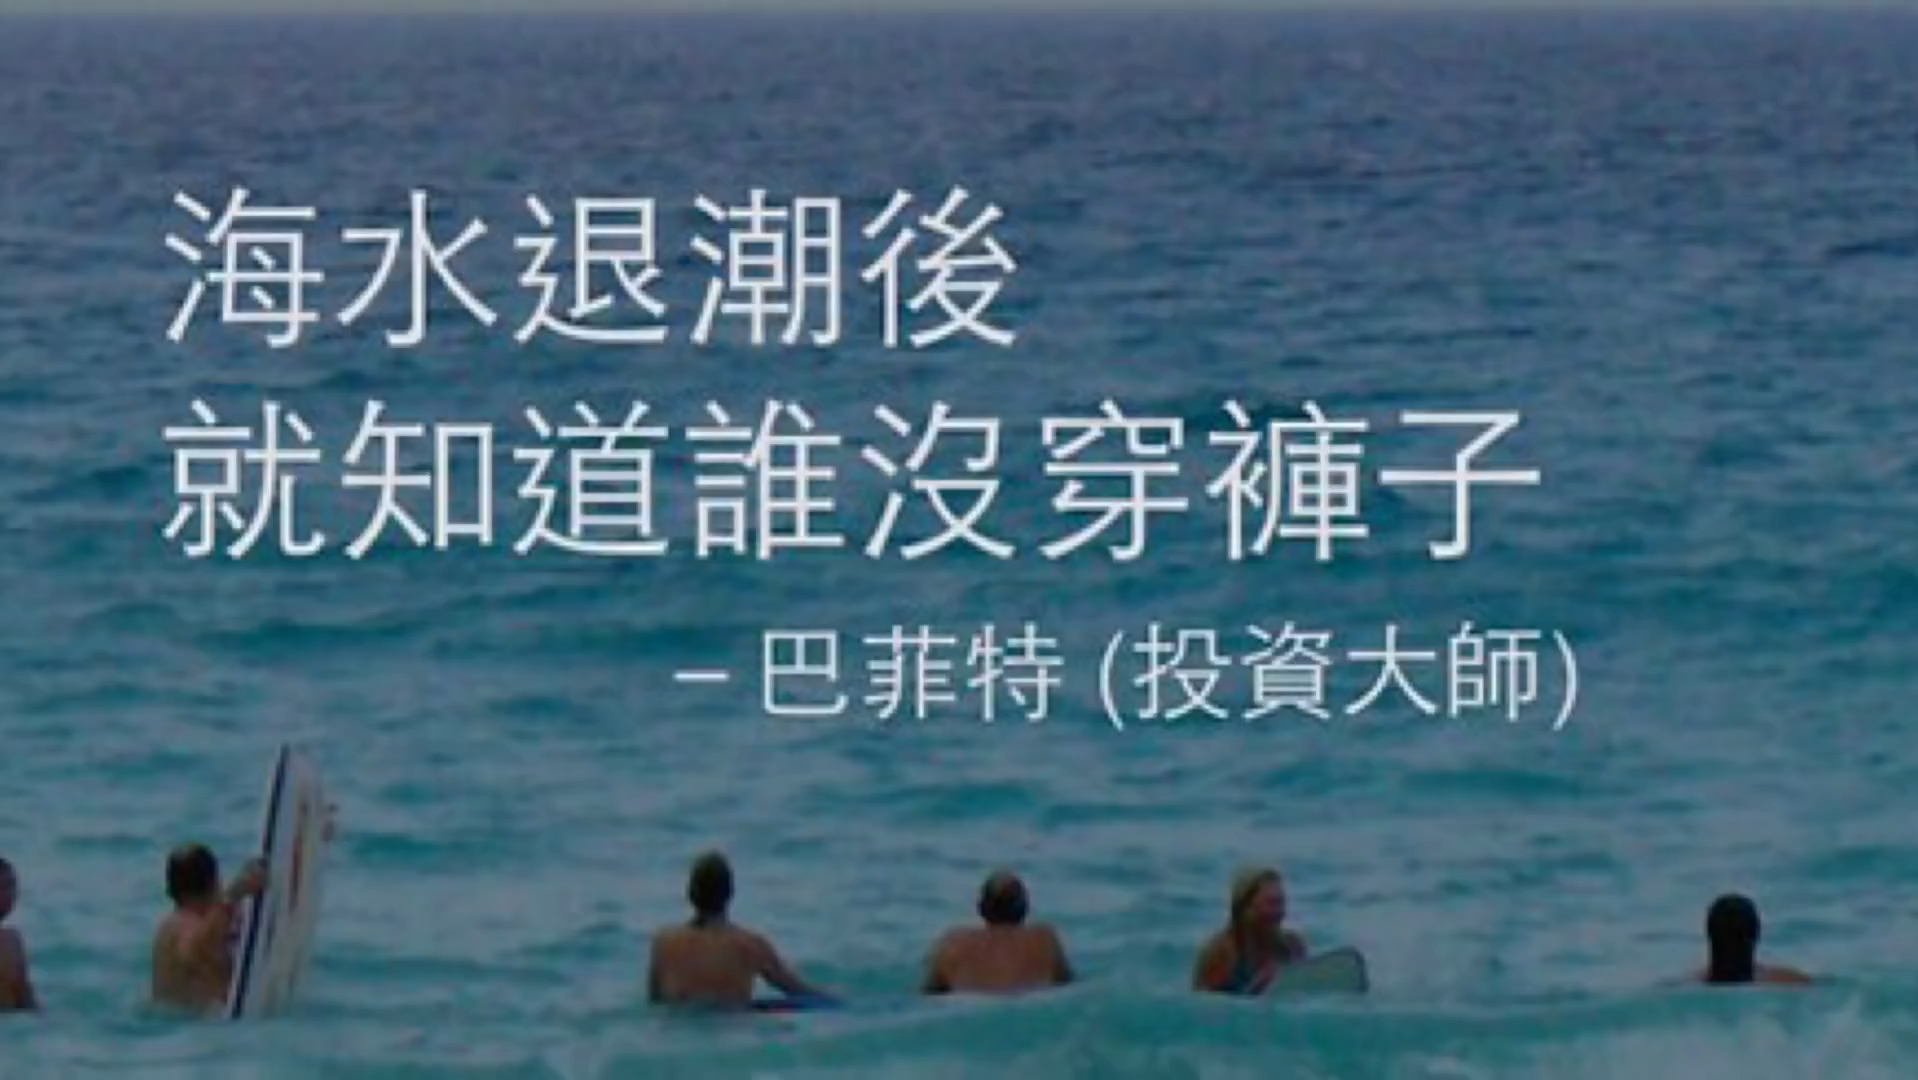 海水退潮後
就知道誰沒穿褲子
– 巴菲特 (投資大師)